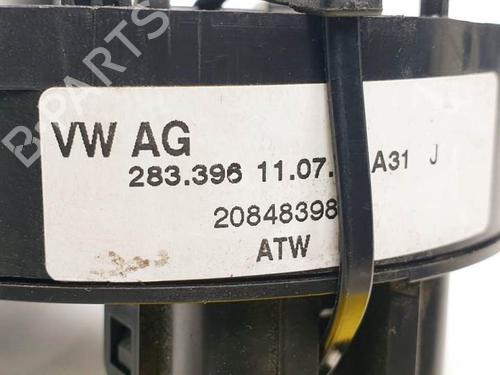 B-PARTS
VW AG
283.396 11.07. A31 J
20848398
ATW